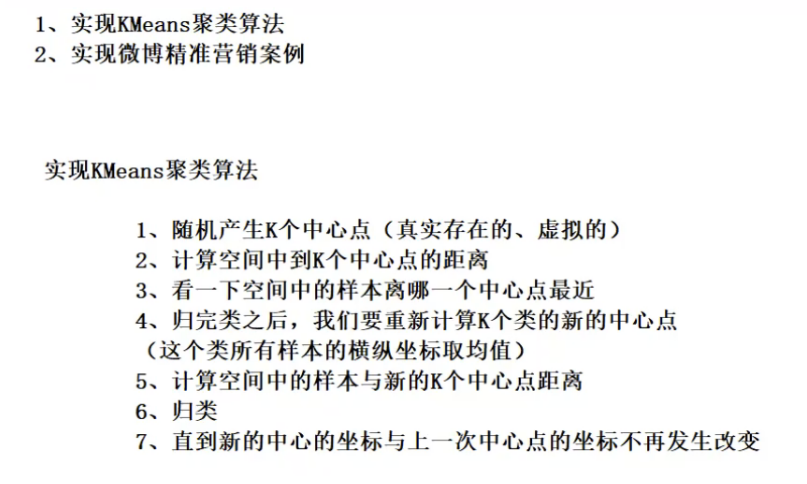 1、实现KMeans聚类算法
2、实现微博精准营销案例
实现KMeans聚类算法
1、随机产生K个中心点（真实存在的、虚拟的）
2、计算空间中到K个中心点的距离
3、看一下空间中的样本离哪一个中心点最近
4、归完类之后，我们要重新计算K个类的新的中心点
（这个类所有样本的横纵坐标取均值）
5、计算空间中的样本与新的K个中心点距离
6、归类
7、直到新的中心的坐标与上一次中心点的坐标不再发生改变